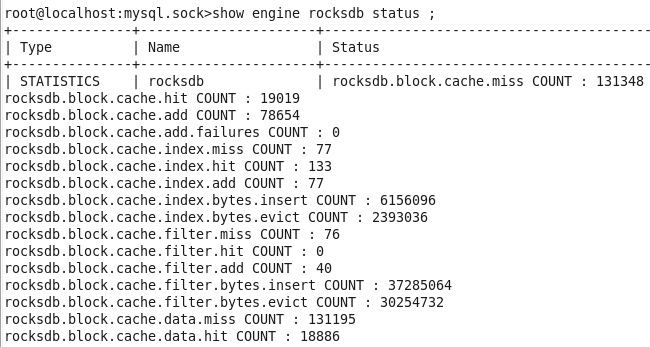 root@localhost:mysql.sock>show engine rocksdb status ;
+---------------+----------------------+---------------------------------------
| Type          | Name                 | Status
+---------------+----------------------+---------------------------------------
| STATISTICS    | rocksdb              | rocksdb.block.cache.miss COUNT : 131348
rocksdb.block.cache.hit COUNT : 19019
rocksdb.block.cache.add COUNT : 78654
rocksdb.block.cache.add.failures COUNT : 0
rocksdb.block.cache.index.miss COUNT : 77
rocksdb.block.cache.index.hit COUNT : 133
rocksdb.block.cache.index.add COUNT : 77
rocksdb.block.cache.index.bytes.insert COUNT : 6156096
rocksdb.block.cache.index.bytes.evict COUNT : 2393036
rocksdb.block.cache.filter.miss COUNT : 76
rocksdb.block.cache.filter.hit COUNT : 0
rocksdb.block.cache.filter.add COUNT : 40
rocksdb.block.cache.filter.bytes.insert COUNT : 37285064
rocksdb.block.cache.filter.bytes.evict COUNT : 30254732
rocksdb.block.cache.data.miss COUNT : 131195
rocksdb.block.cache.data.hit COUNT : 18886